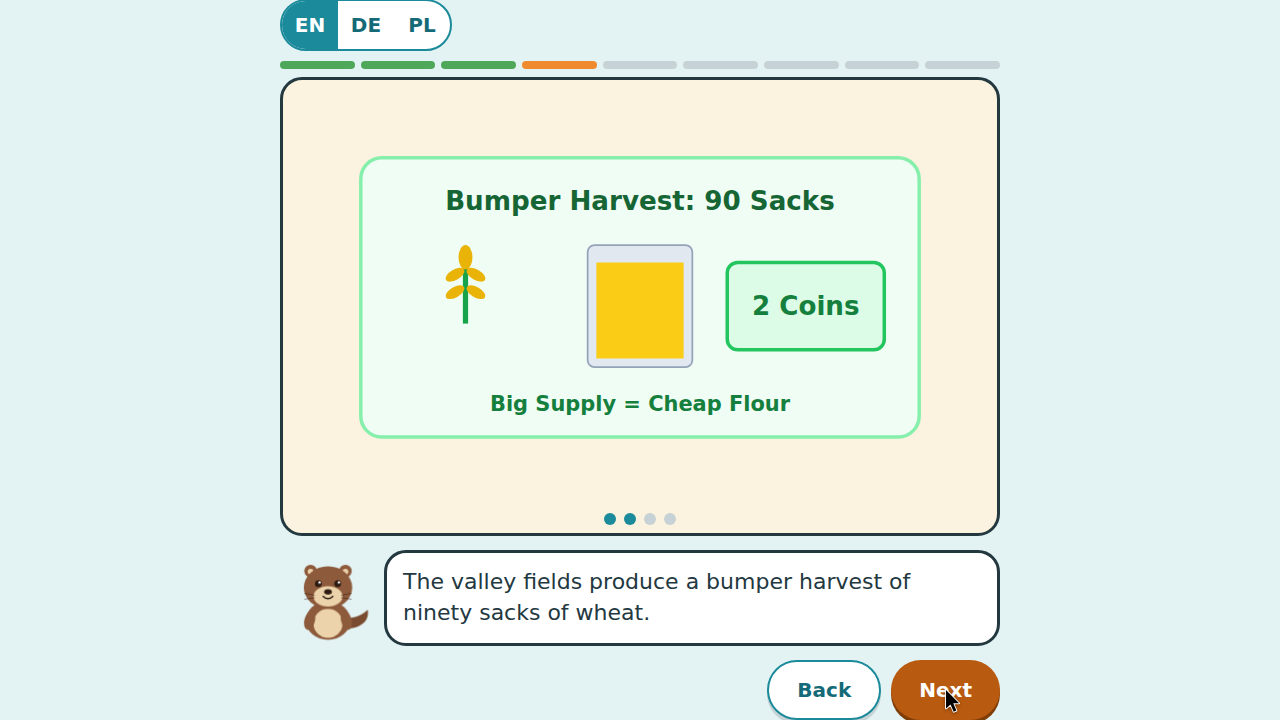 EN DE PL
Bumper Harvest: 90 Sacks
2 Coins
Big Supply = Cheap Flour
The valley fields produce a bumper harvest of
ninety sacks of wheat.
Back Next